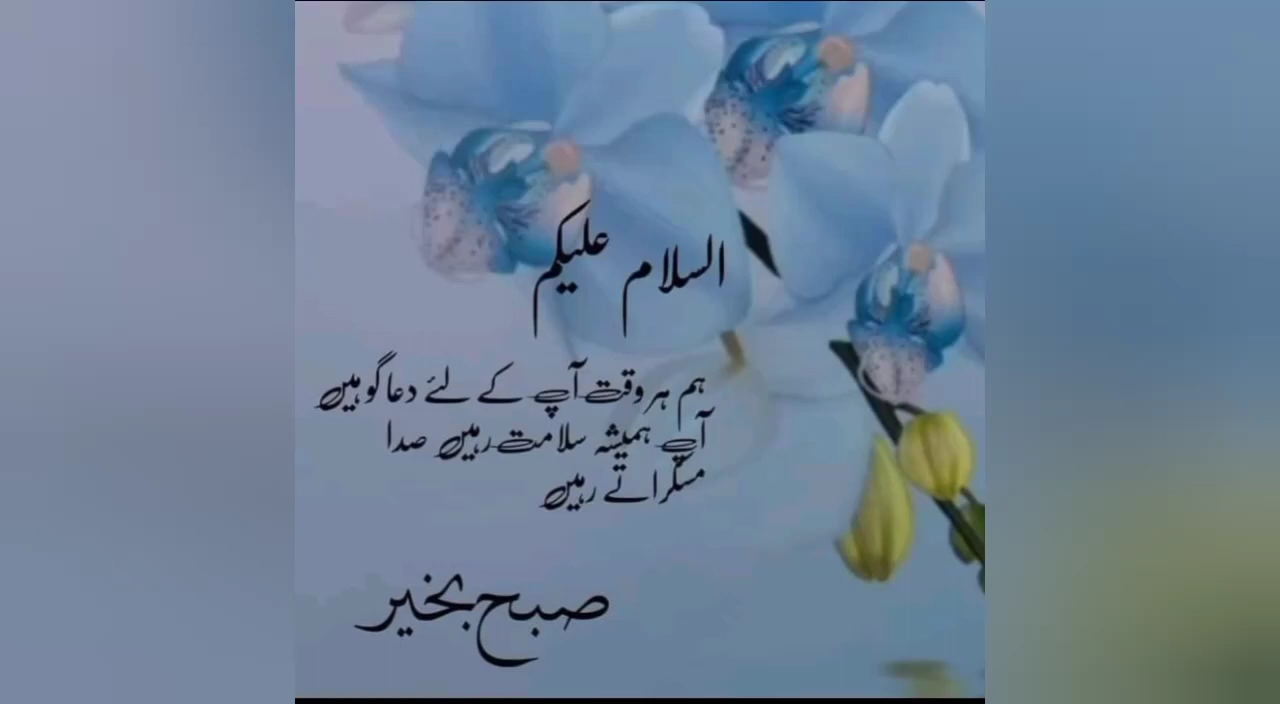 السلام علیکم
ہم ہر وقت آپ کے لئے دعا گو ہیں
آپ ہمیشہ سلامت رہیں صدا
مسکراتے رہیں
صبح بخیر